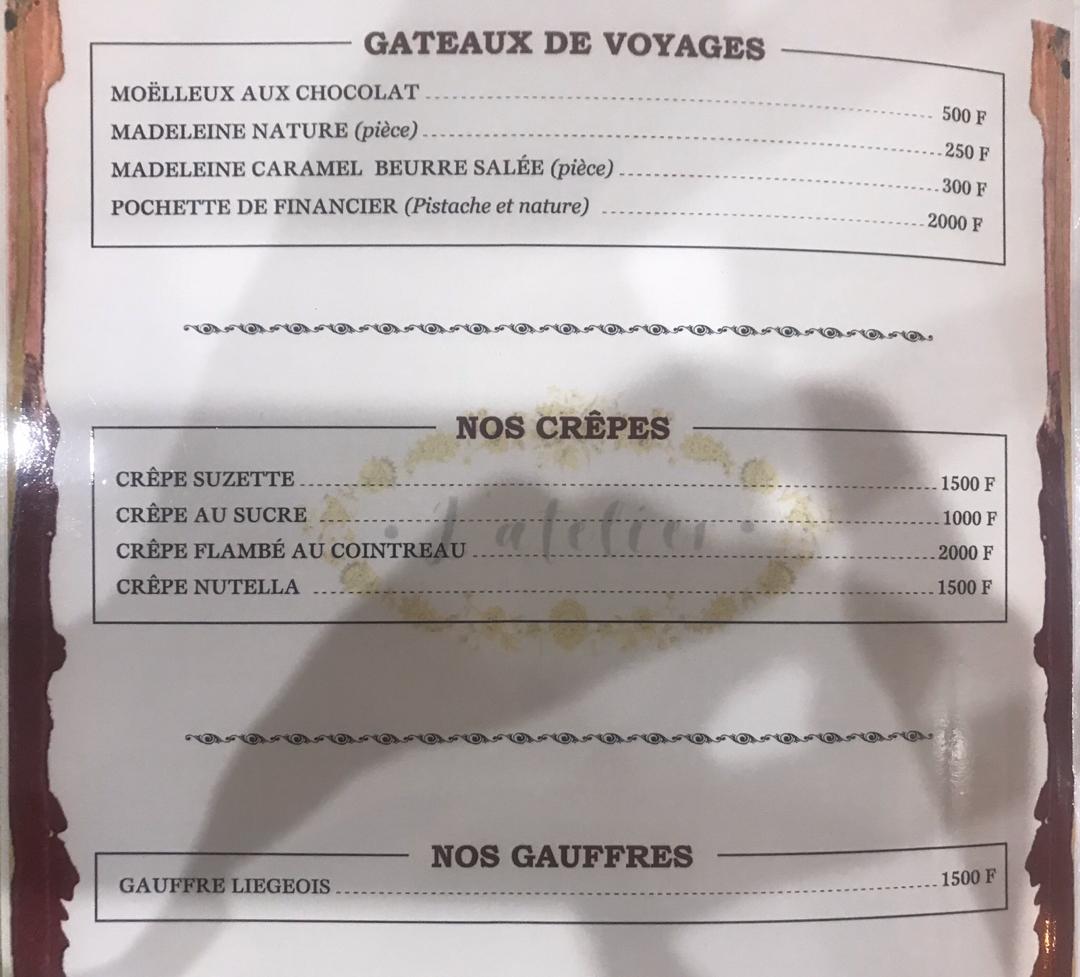 GATEAUX DE VOYAGES
MOËLLEUX AUX CHOCOLAT 500 F
MADELEINE NATURE (pièce) 250 F
MADELEINE CARAMEL BEURRE SALÉE (pièce) 300 F
POCHETTE DE FINANCIER (Pistache et nature) 2000 F
NOS CRÊPES
CRÊPE SUZETTE 1500 F
CRÊPE AU SUCRE 1000 F
L'atelier
CRÊPE FLAMBÉ AU COINTREAU 2000 F
CRÊPE NUTELLA 1500 F
NOS GAUFFRES
GAUFFRE LIEGEOIS 1500 F